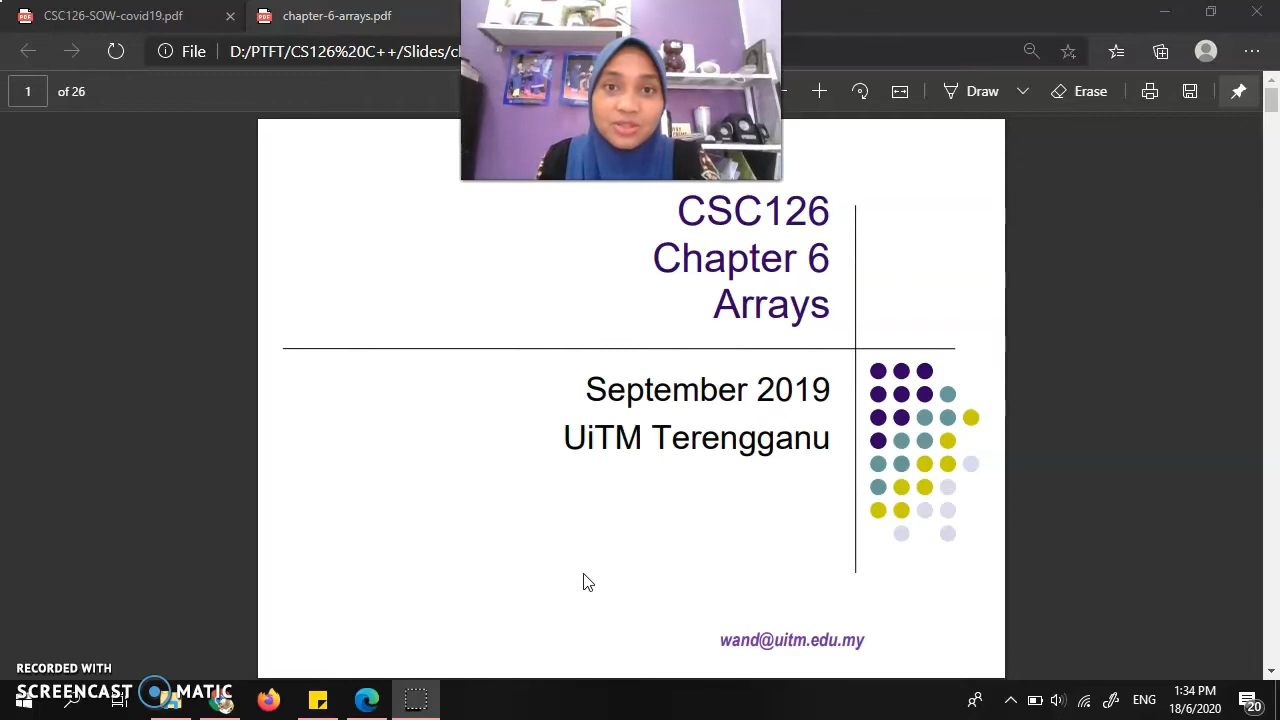 CSC126-SOW-covid19.pdf
chapter 6-arrays.pdf
File
D:/PTFT/CS126%20C++/Slides/c
1
of 26
Draw
Erase
CSC126
Chapter 6
Arrays
September 2019
UiTM Terengganu
wand@uitm.edu.my
RECORDED WITH
SCREENCAST MATIC
ENG
1:34 PM
18/6/2020
20